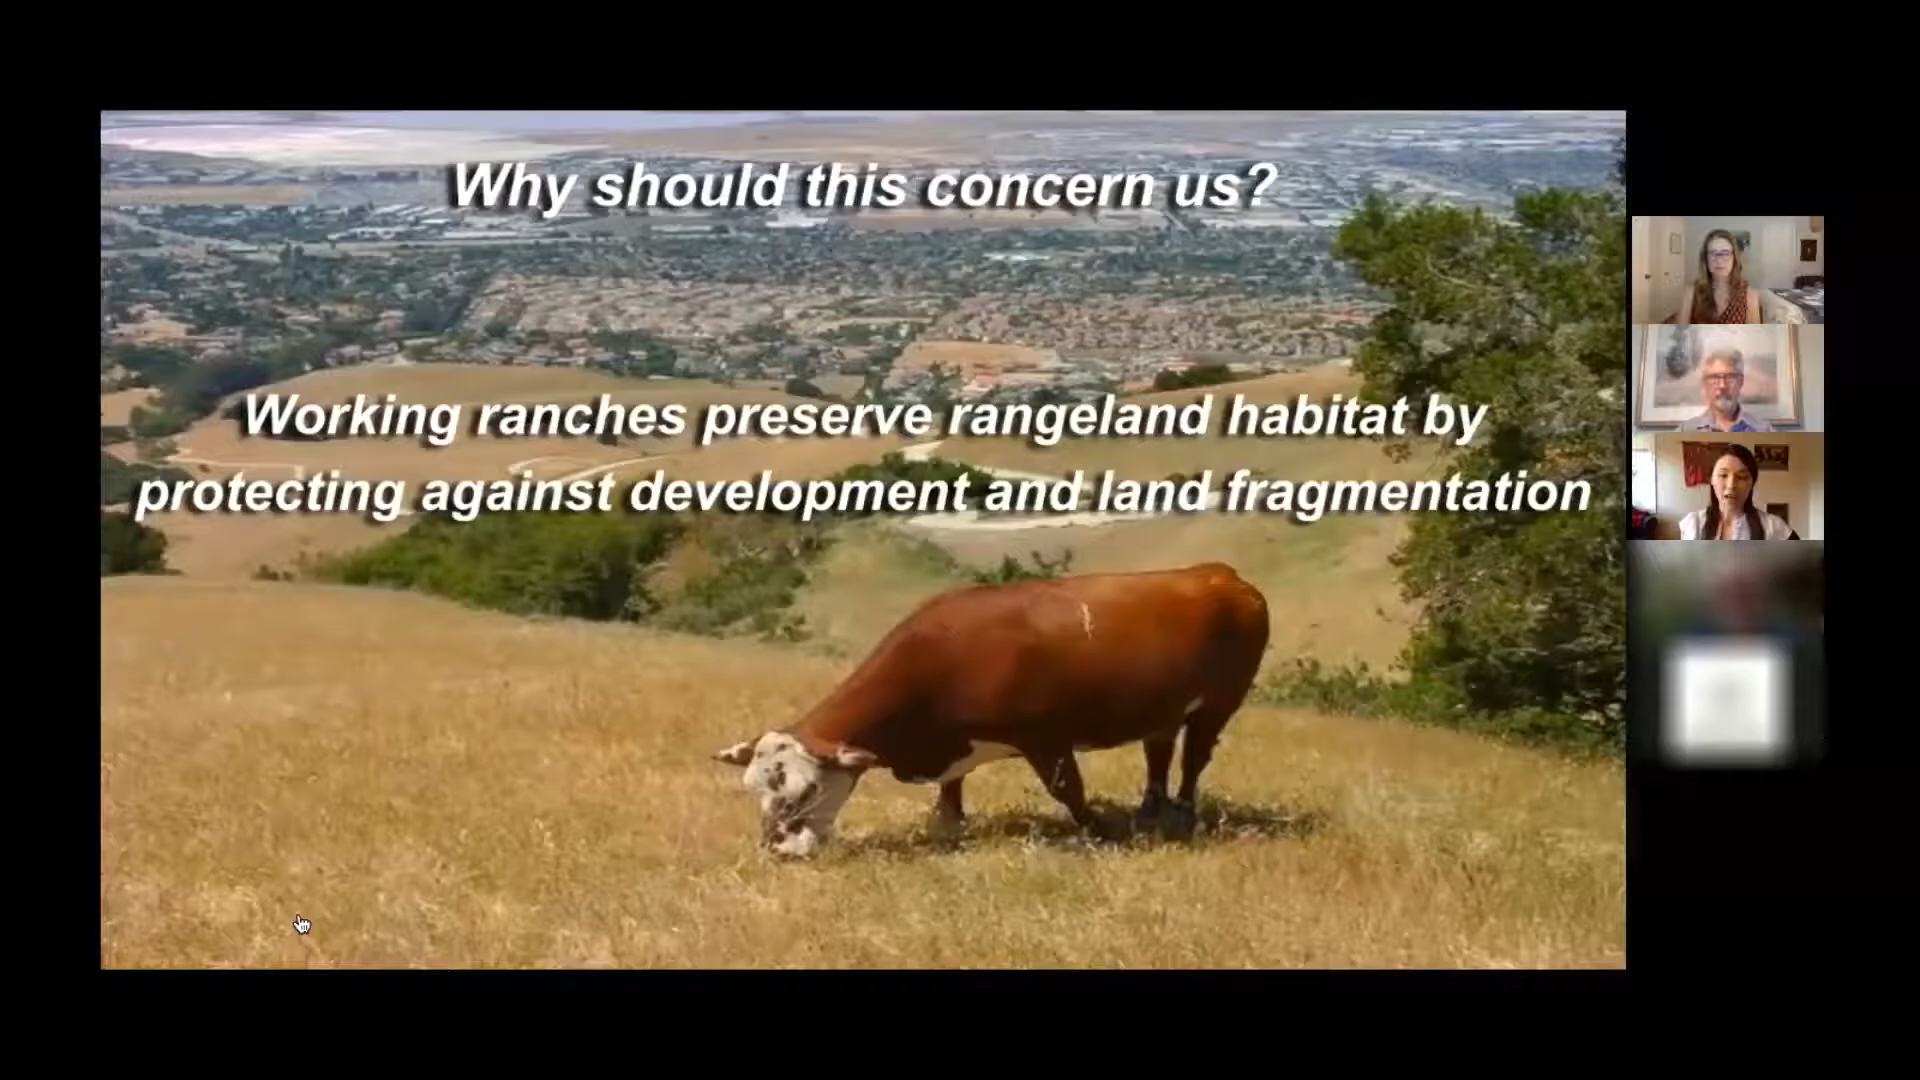 Why should this concern us?
Working ranches preserve rangeland habitat by
protecting against development and land fragmentation